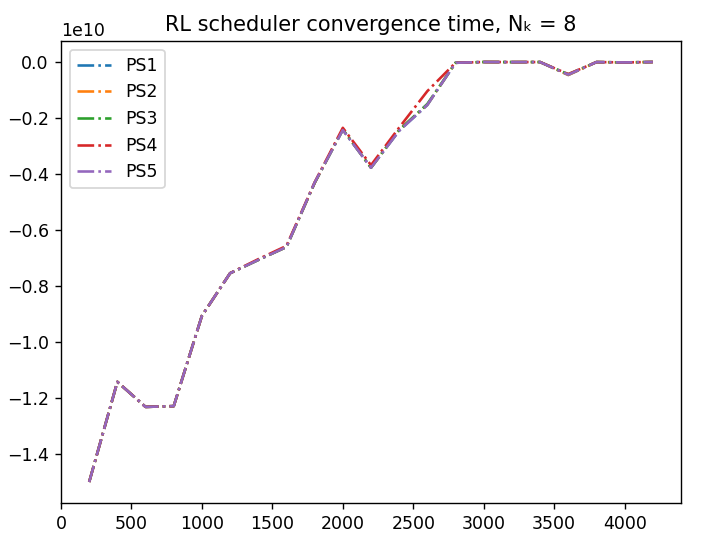 RL scheduler convergence time, Nₖ = 8
1e10
0.0
−0.2
−0.4
−0.6
−0.8
−1.0
−1.2
−1.4
PS1
PS2
PS3
PS4
PS5
0 500 1000 1500 2000 2500 3000 3500 4000